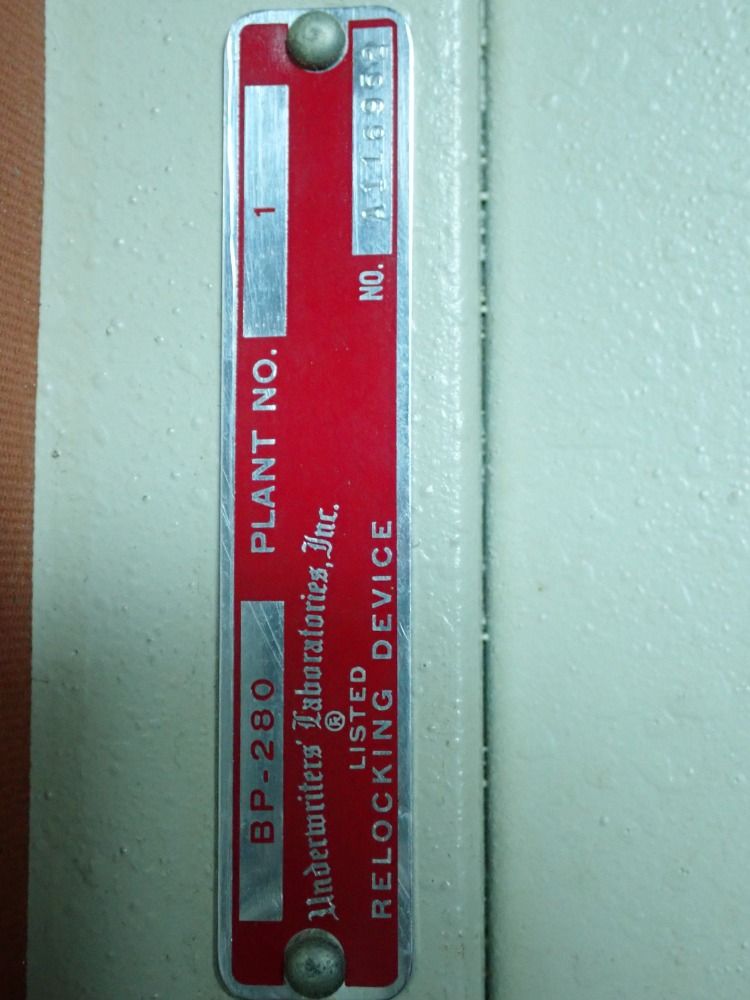 BP-280 PLANT NO. 1
Underwriters' Laboratories, Inc.
®
LISTED
RELOCKING DEVICE NO.